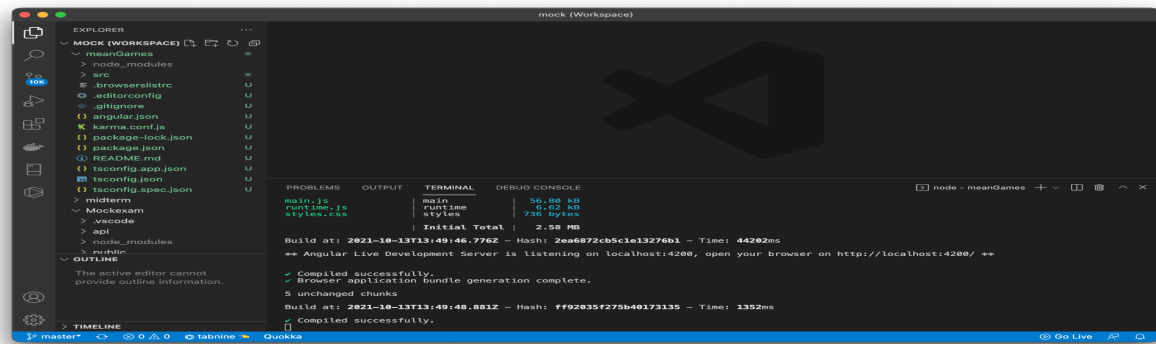 mock (Workspace)
EXPLORER
MOCK (WORKSPACE)
meanGames
node_modules
src
.browserslistrc U
.editorconfig U
.gitignore U
angular.json U
karma.conf.js U
package-lock.json U
package.json U
README.md U
tsconfig.app.json U
tsconfig.json U
tsconfig.spec.json U
midterm
Mockexam
.vscode
api
node_modules
public
OUTLINE
The active editor cannot
provide outline information.
TIMELINE
10K
PROBLEMS OUTPUT TERMINAL DEBUG CONSOLE node - meanGames
main.js | main | 56.80 kB
runtime.js | runtime | 6.62 kB
styles.css | styles | 736 bytes
| Initial Total | 2.58 MB
Build at: 2021-10-13T13:49:46.776Z - Hash: 2ea6872cb5c1e13276b1 - Time: 44202ms
** Angular Live Development Server is listening on localhost:4200, open your browser on http://localhost:4200/ **
✔ Compiled successfully.
✔ Browser application bundle generation complete.
5 unchanged chunks
Build at: 2021-10-13T13:49:48.881Z - Hash: ff92035f275b40173135 - Time: 1352ms
✔ Compiled successfully.
master* 0 0 tabnine Quokka Go Live